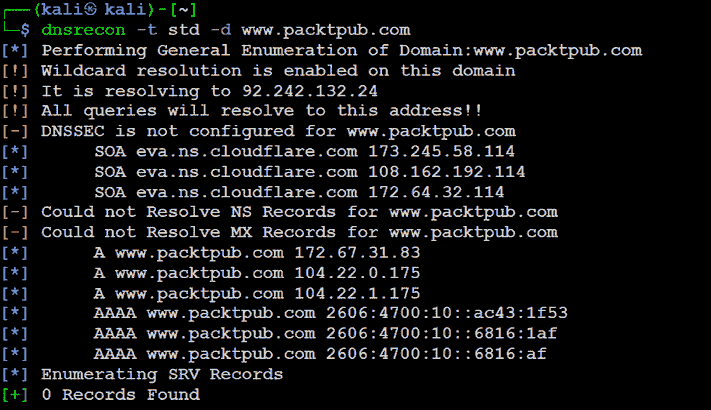 ┌──(kali㉿kali)-[~]
└─$ dnsrecon -t std -d www.packtpub.com
[*] Performing General Enumeration of Domain:www.packtpub.com
[!] Wildcard resolution is enabled on this domain
[!] It is resolving to 92.242.132.24
[!] All queries will resolve to this address!!
[-] DNSSEC is not configured for www.packtpub.com
[*] SOA eva.ns.cloudflare.com 173.245.58.114
[*] SOA eva.ns.cloudflare.com 108.162.192.114
[*] SOA eva.ns.cloudflare.com 172.64.32.114
[-] Could not Resolve NS Records for www.packtpub.com
[-] Could not Resolve MX Records for www.packtpub.com
[*] A www.packtpub.com 172.67.31.83
[*] A www.packtpub.com 104.22.0.175
[*] A www.packtpub.com 104.22.1.175
[*] AAAA www.packtpub.com 2606:4700:10::ac43:1f53
[*] AAAA www.packtpub.com 2606:4700:10::6816:1af
[*] AAAA www.packtpub.com 2606:4700:10::6816:af
[*] Enumerating SRV Records
[+] 0 Records Found